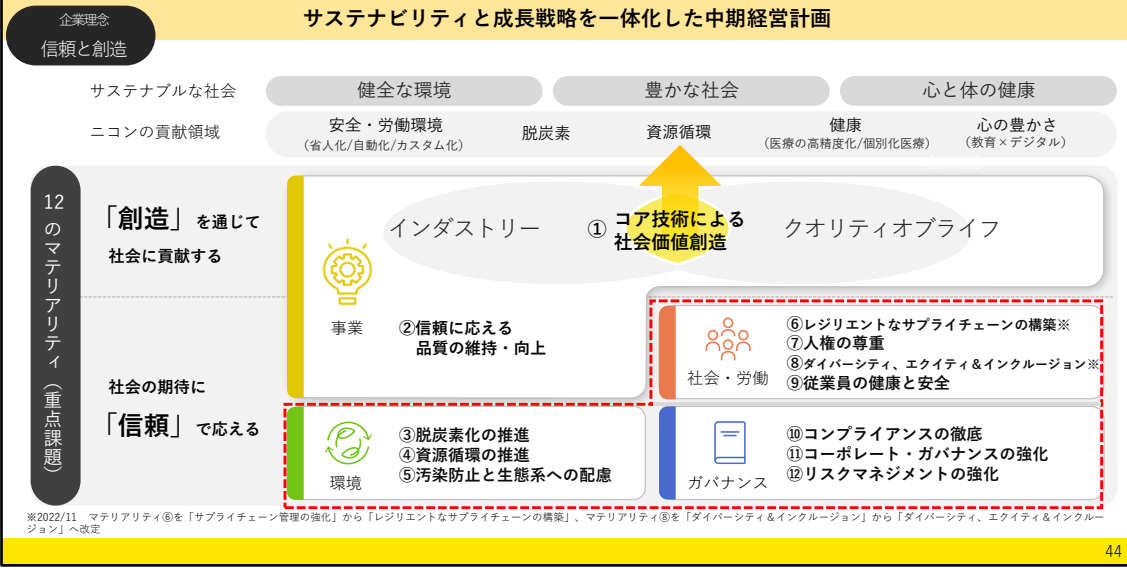 企業理念
信頼と創造
サステナビリティと成長戦略を一体化した中期経営計画
サステナブルな社会
健全な環境
豊かな社会
心と体の健康
ニコンの貢献領域
安全・労働環境
(省人化/自動化/カスタム化)
脱炭素
資源循環
健康
(医療の高精度化/個別化医療)
心の豊かさ
(教育×デジタル)
12のマテリアリティ(重点課題)
「創造」を通じて
社会に貢献する
インダストリー
① コア技術による
社会価値創造
クオリティオブライフ
事業
②信頼に応える
品質の維持・向上
社会の期待に
「信頼」で応える
社会・労働
⑥レジリエントなサプライチェーンの構築※
⑦人権の尊重
⑧ダイバーシティ、エクイティ&インクルージョン※
⑨従業員の健康と安全
環境
③脱炭素化の推進
④資源循環の推進
⑤汚染防止と生態系への配慮
ガバナンス
⑩コンプライアンスの徹底
⑪コーポレート・ガバナンスの強化
⑫リスクマネジメントの強化
※2022/11 マテリアリティ⑥を「サプライチェーン管理の強化」から「レジリエントなサプライチェーンの構築」、マテリアリティ⑧を「ダイバーシティ&インクルージョン」から「ダイバーシティ、エクイティ&インクルー
ジョン」へ改定
44